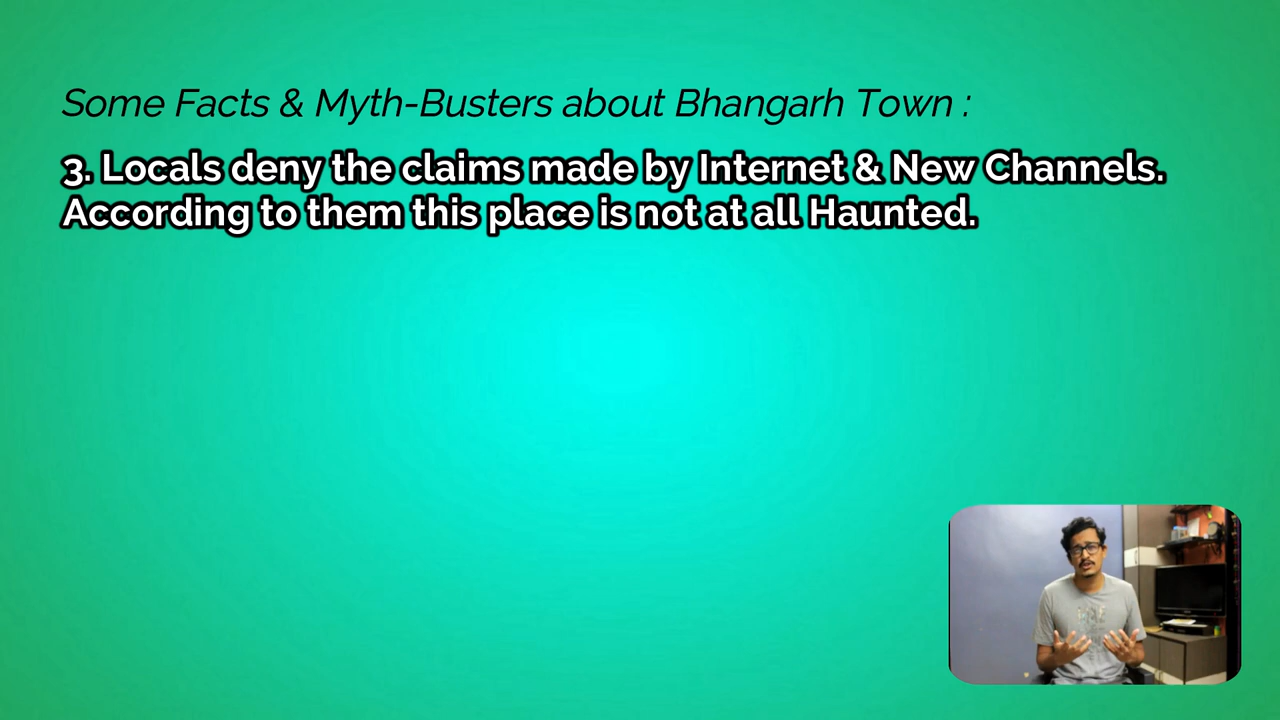 Some Facts & Myth-Busters about Bhangarh Town :
3. Locals deny the claims made by Internet & New Channels.
According to them this place is not at all Haunted.